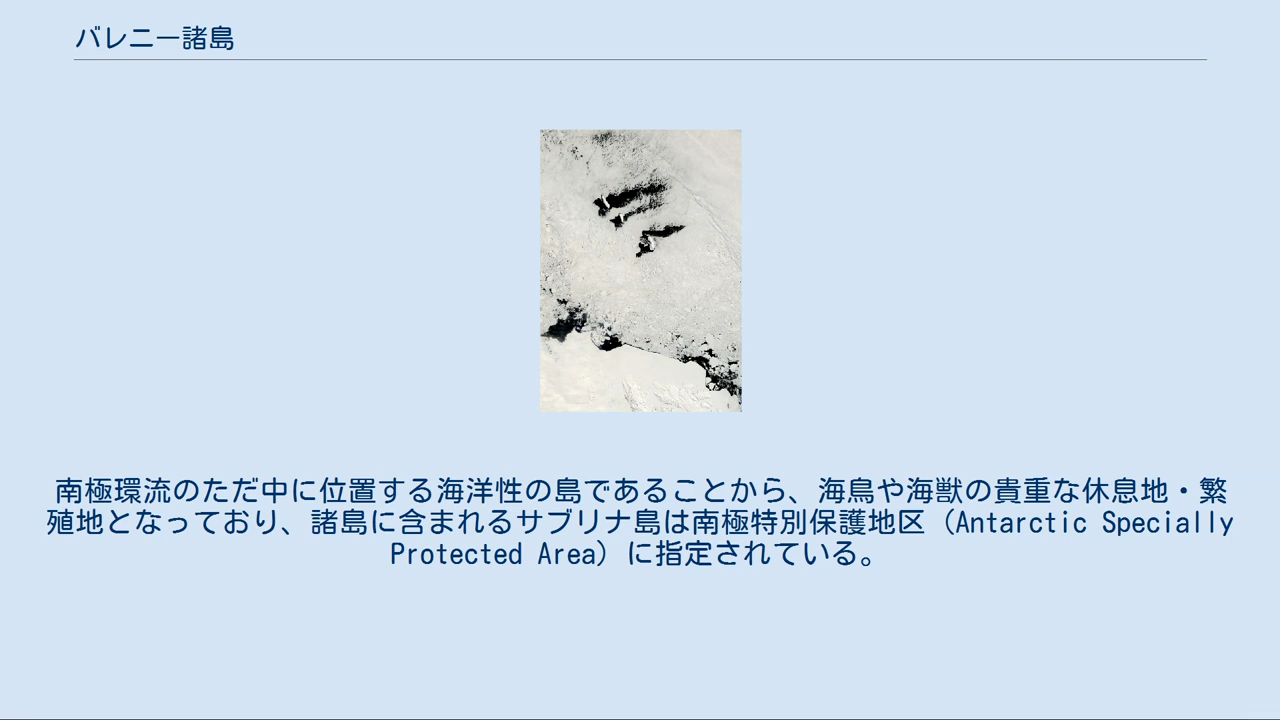 バレニー諸島
南極環流のただ中に位置する海洋性の島であることから、海鳥や海獣の貴重な休息地・繁
殖地となっており、諸島に含まれるサブリナ島は南極特別保護地区（Antarctic Specially
Protected Area）に指定されている。